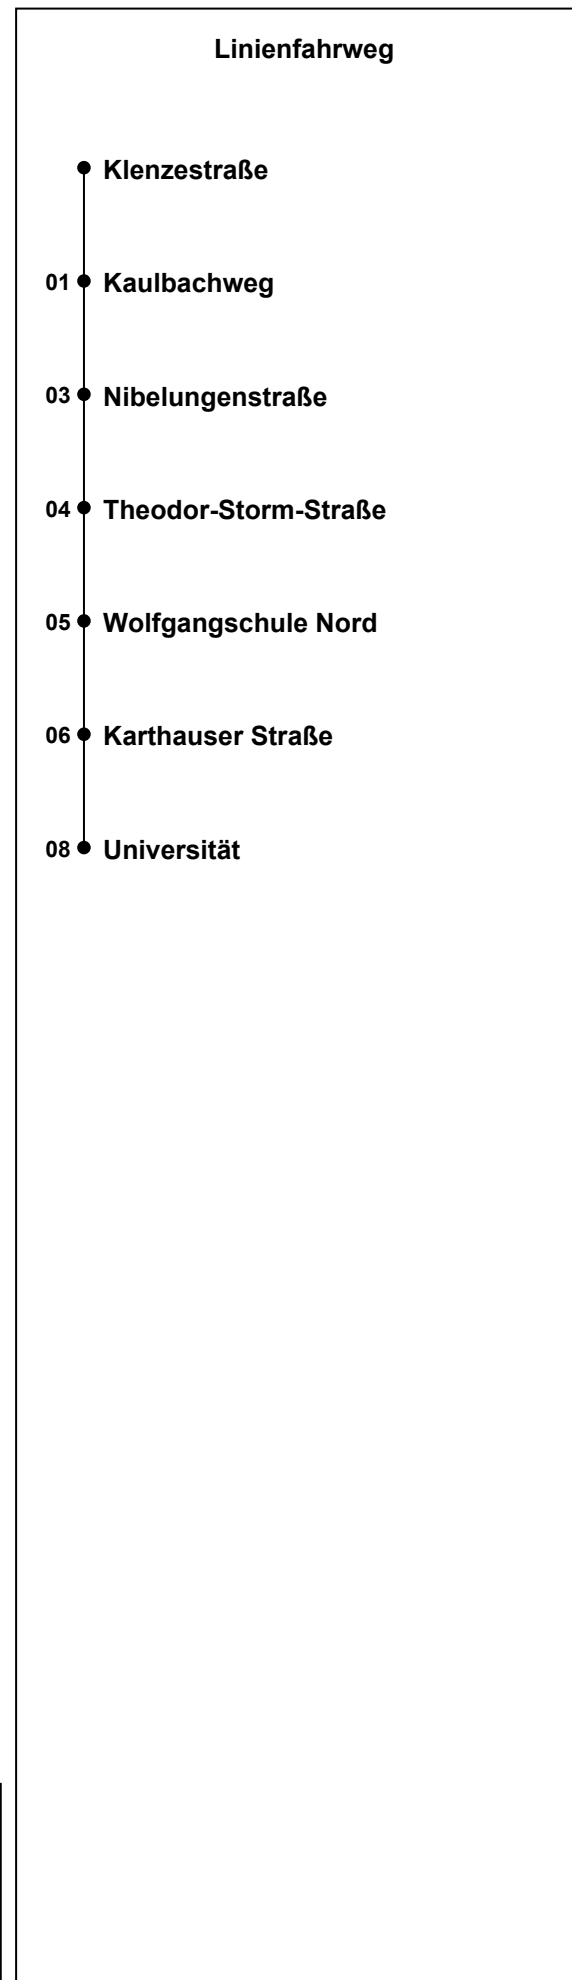 Linienfahrweg
Klenzestraße
01 Kaulbachweg
03 Nibelungenstraße
04 Theodor-Storm-Straße
05 Wolfgangschule Nord
06 Karthauser Straße
08 Universität